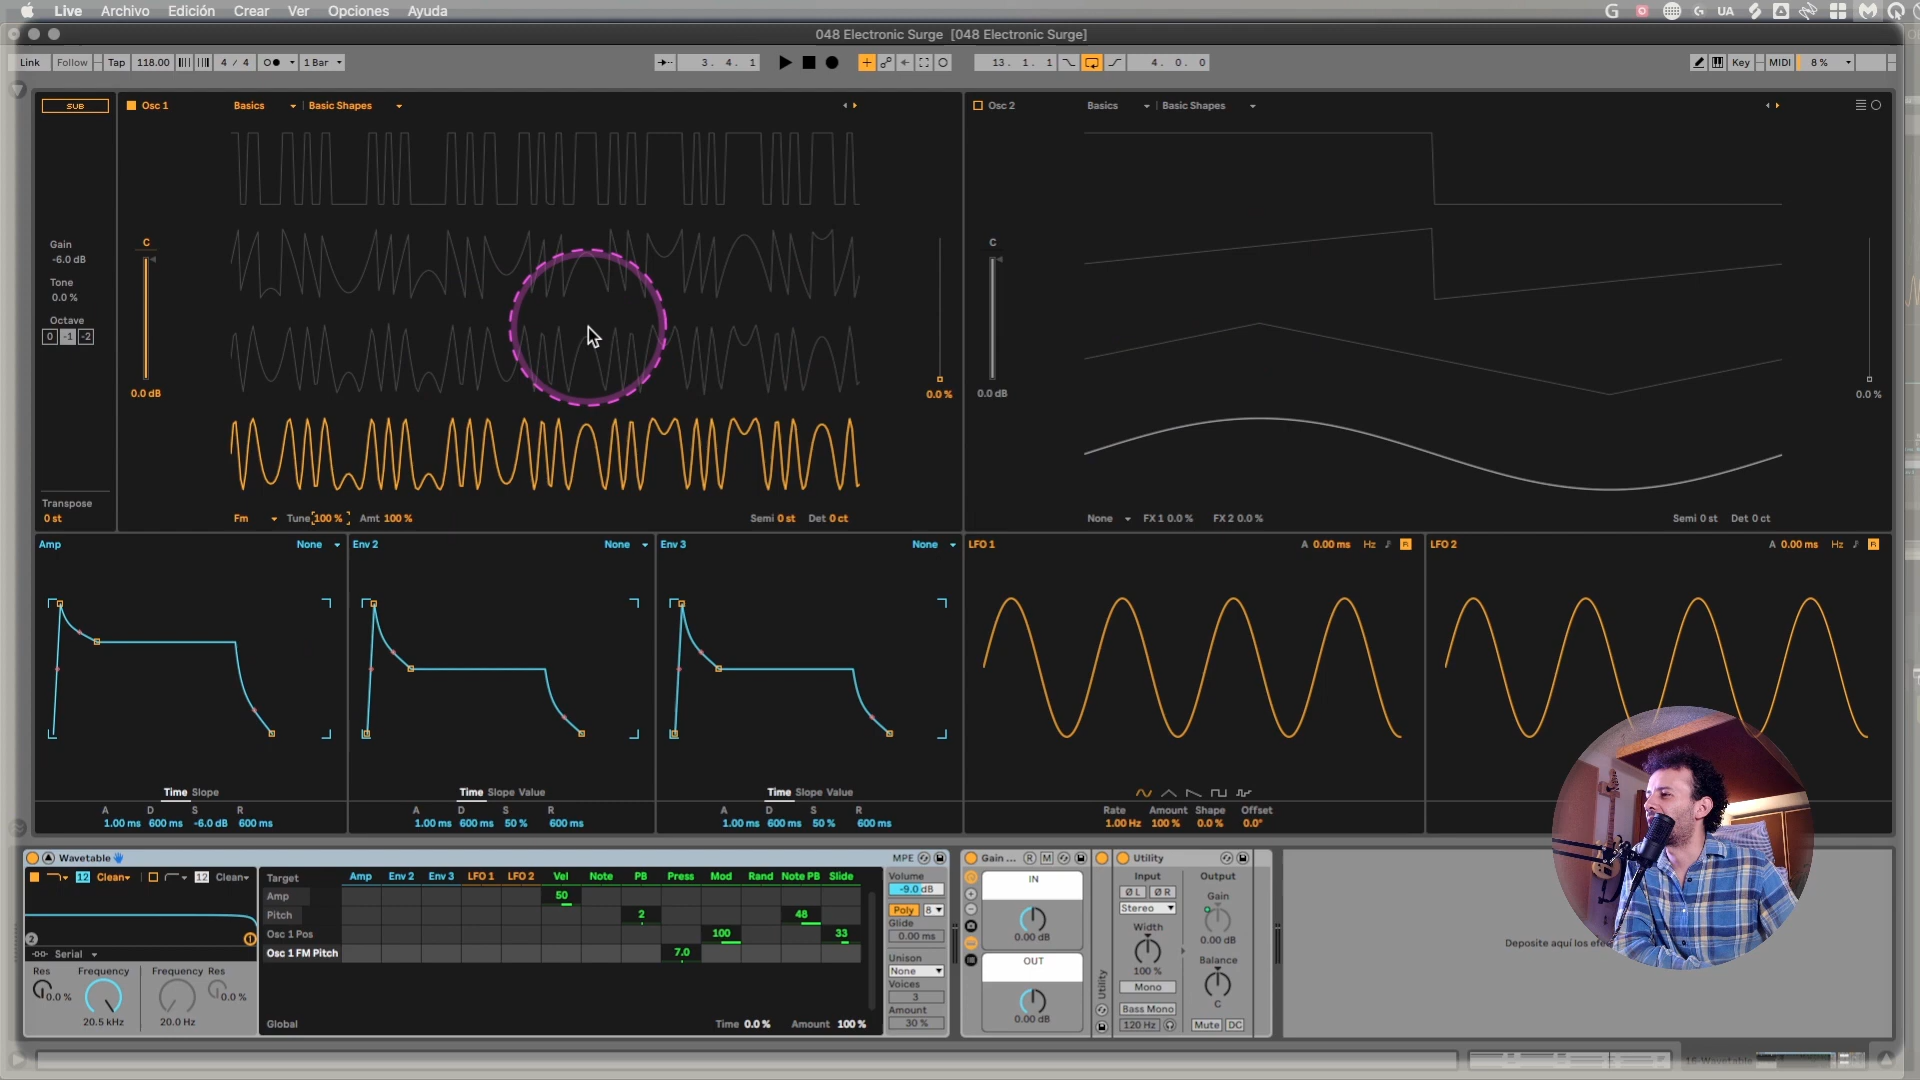 Live Archivo Edición Crear Ver Opciones Ayuda
UA
048 Electronic Surge [048 Electronic Surge]
Link Follow Tap 118.00 4 / 4 1 Bar 3. 4. 1 13. 1. 1 4. 0. 0 Key MIDI 8 %
SUB Osc 1 Basics Basic Shapes Osc 2 Basics Basic Shapes
Gain
-6.0 dB
Tone
0.0 %
Octave
0 -1 -2
C
0.0 dB
0.0 %
C
0.0 dB
0.0 %
Transpose
0 st
Fm Tune 100 % Amt 100 % Semi 0 st Det 0 ct
None FX 1 0.0 % FX 2 0.0 % Semi 0 st Det 0 ct
Amp None Env 2 None Env 3 None LFO 1 A 0.00 ms Hz R LFO 2 A 0.00 ms Hz R
Time Slope Time Slope Value Time Slope Value
A D S R A D S R A D S R Rate Amount Shape Offset
1.00 ms 600 ms -6.0 dB 600 ms 1.00 ms 600 ms 50 % 600 ms 1.00 ms 600 ms 50 % 600 ms 1.00 Hz 100 % 0.0% 0.0°
Wavetable MPE
12 Clean 12 Clean
2 1
Serial
Res Frequency Frequency Res
0.0 % 0.0 %
20.5 kHz 20.0 Hz
Target Amp Env 2 Env 3 LFO 1 LFO 2 Vel Note PB Press Mod Rand Note PB Slide
Amp 50
Pitch 2 48
Osc 1 Pos 100 33
Osc 1 FM Pitch 7.0
Global Time 0.0 % Amount 100 %
Volume
-9.0 dB
Poly 8
Glide
0.00 ms
Unison
None
Voices
3
Amount
30 %
Gain ... R M
IN
0.00 dB
OUT
0.00 dB
Utility
Utility
Input Output
Ø L Ø R Gain
Stereo
Width 0.00 dB
100 % Balance
Mono C
Bass Mono
120 Hz Mute DC
Deposite aquí los
16-Wavetable